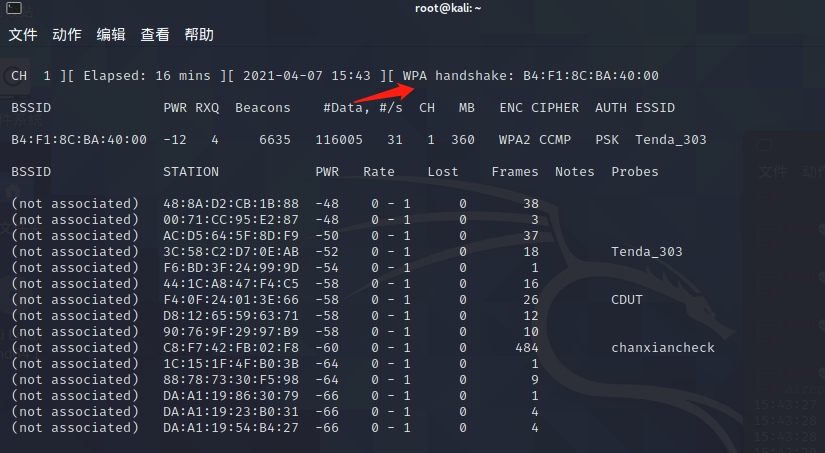 root@kali: ~
文件 动作 编辑 查看 帮助
CH 1 ][ Elapsed: 16 mins ][ 2021-04-07 15:43 ][ WPA handshake: B4:F1:8C:BA:40:00
BSSID PWR RXQ Beacons #Data, #/s CH MB ENC CIPHER AUTH ESSID
B4:F1:8C:BA:40:00 -12 4 6635 116005 31 1 360 WPA2 CCMP PSK Tenda_303
BSSID STATION PWR Rate Lost Frames Notes Probes
(not associated) 48:8A:D2:CB:1B:88 -48 0 - 1 0 38
(not associated) 00:71:CC:95:E2:87 -48 0 - 1 0 3
(not associated) AC:D5:64:5F:8D:F9 -50 0 - 1 0 37
(not associated) 3C:58:C2:D7:0E:AB -52 0 - 1 0 18 Tenda_303
(not associated) F6:BD:3F:24:99:9D -54 0 - 1 0 1
(not associated) 44:1C:A8:47:F4:C5 -58 0 - 1 0 16
(not associated) F4:0F:24:01:3E:66 -58 0 - 1 0 26 CDUT
(not associated) D8:12:65:59:63:71 -58 0 - 1 0 12
(not associated) 90:76:9F:29:97:B9 -58 0 - 1 0 10
(not associated) C8:F7:42:FB:02:F8 -60 0 - 1 0 484 chanxiancheck
(not associated) 1C:15:1F:4F:B0:3B -64 0 - 1 0 1
(not associated) 88:78:73:30:F5:98 -64 0 - 1 0 9
(not associated) DA:A1:19:86:30:79 -66 0 - 1 0 1
(not associated) DA:A1:19:23:B0:31 -66 0 - 1 0 4
(not associated) DA:A1:19:54:B4:27 -66 0 - 1 0 4